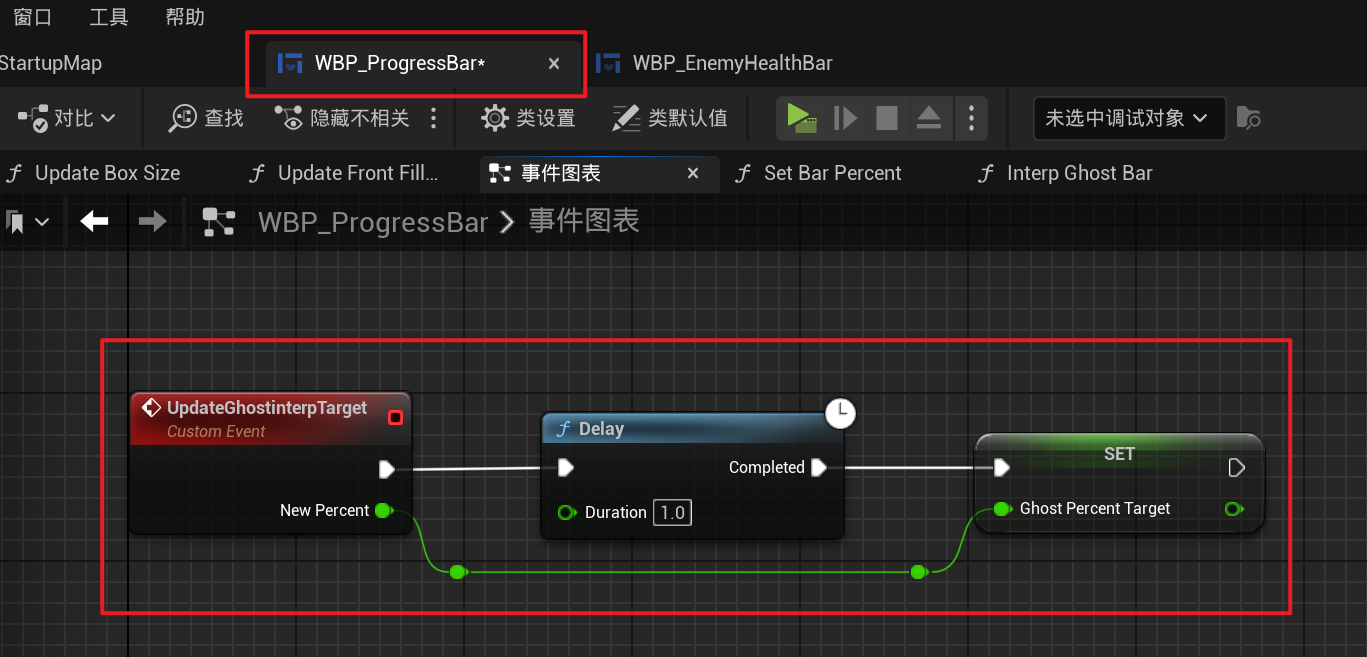 窗口 工具 帮助
StartupMap WBP_ProgressBar* × WBP_EnemyHealthBar
对比 查找 隐藏不相关 类设置 类默认值 未选中调试对象
f Update Box Size f Update Front Fill... 事件图表 × f Set Bar Percent f Interp Ghost Bar
WBP_ProgressBar > 事件图表
UpdateGhostinterpTarget
Custom Event
New Percent
f Delay
Completed
Duration 1.0
SET
Ghost Percent Target